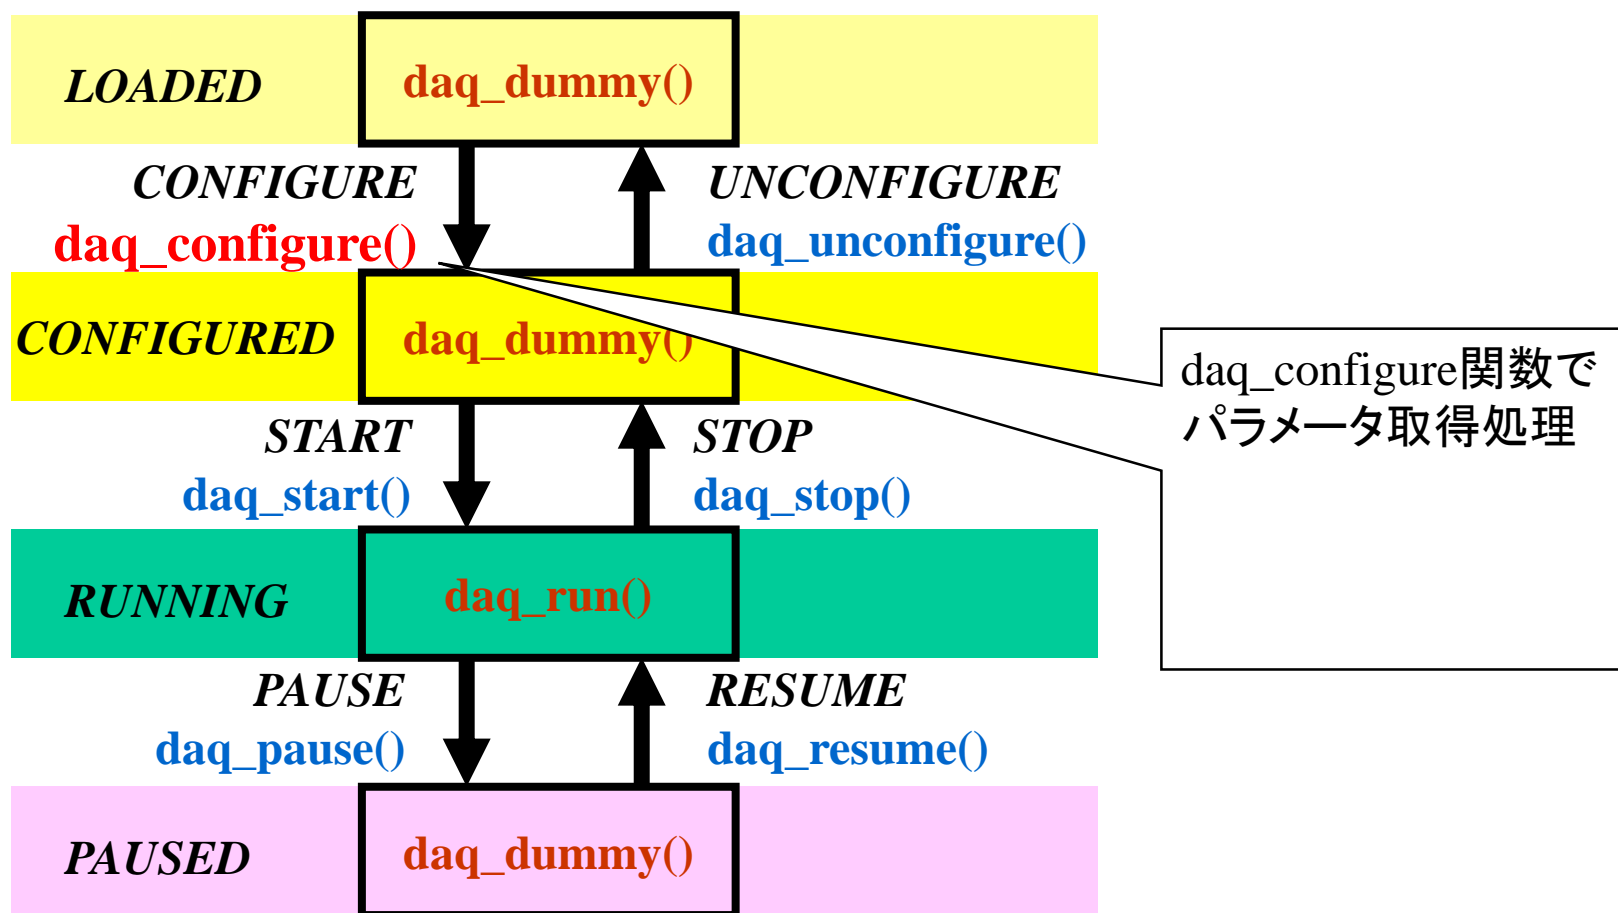 LOADED
daq_dummy()
CONFIGURE
UNCONFIGURE
daq_configure()
daq_unconfigure()
CONFIGURED
daq_dummy()
daq_configure関数で
パラメータ取得処理
START
STOP
daq_start()
daq_stop()
RUNNING
daq_run()
PAUSE
RESUME
daq_pause()
daq_resume()
PAUSED
daq_dummy()